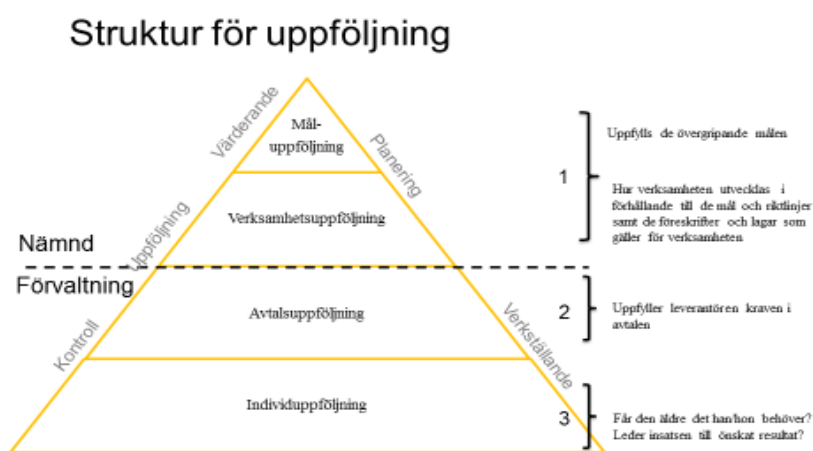 Struktur för uppföljning
Värderande
Mål-
uppföljning
Planering
1
Uppfylls de övergripande målen
Hur verksamheten utvecklas i
förhållande till de mål och riktlinjer
samt de föreskrifter och lagar som
gäller för verksamheten
Uppföljning
Verksamhetsuppföljning
Nämnd
Förvaltning
Kontroll
Avtalsuppföljning
Verkställande
2
Uppfyller leverantören kraven i
avtalen
Individuppföljning
3
Får den äldre det han/hon behöver?
Leder insatsen till önskat resultat?